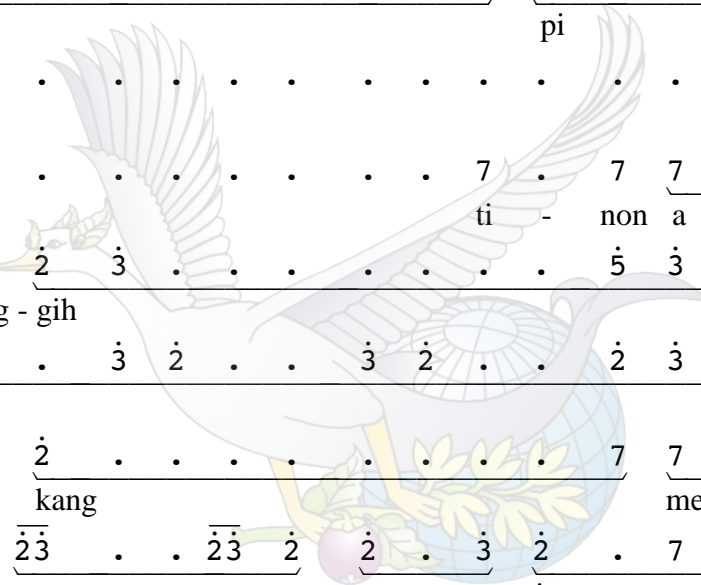 pi
. . . . . . . . . . .
. . . . . . . 7 . 7 7
ti - non a
2̇ 3̇ . . . . . . . 5̇ 3̇
g - gih
. 3̇ 2̇ . . 3̇ 2̇ . . 2̇ 3̇
2̇ . . . . . . . . 7 7
kang me
2̇3̇ . . 2̇3̇ 2̇ 2̇ . 3̇ 2̇ . 7